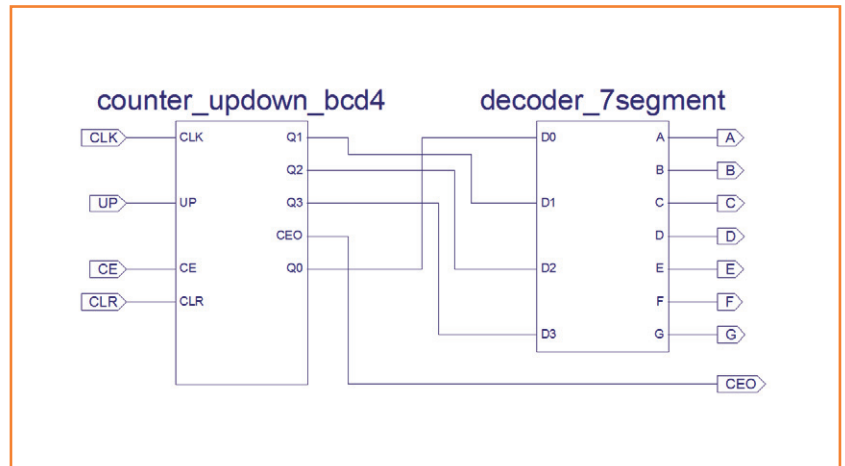 counter_updown_bcd4 decoder_7segment
CLK CLK Q1 D0 A A
Q2 B B
UP UP Q3 D1 C C
CEO D D
CE CE Q0 D2 E E
CLR CLR F F
D3 G G
CEO